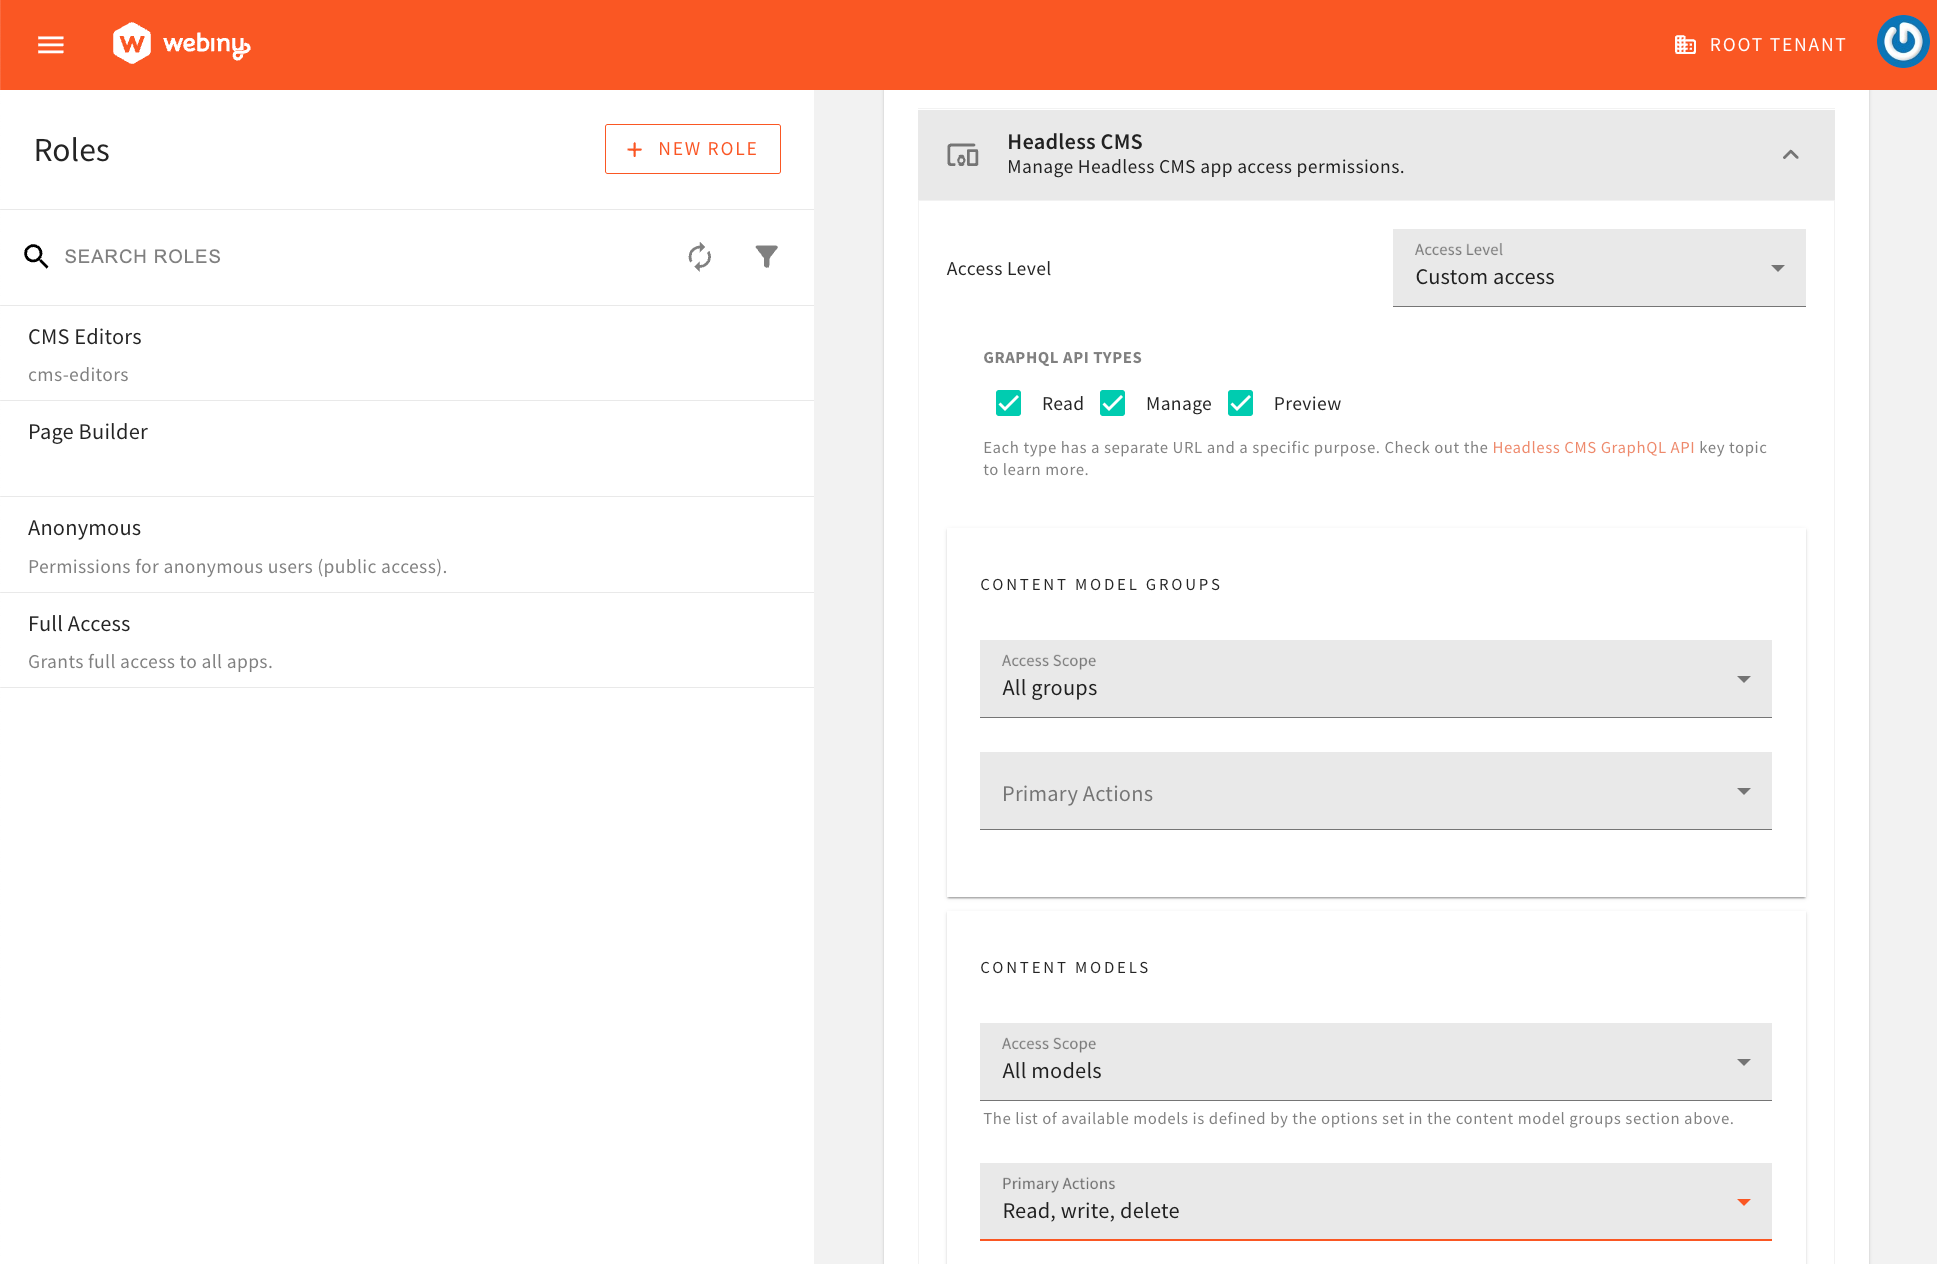 webiny
ROOT TENANT
Roles
+ NEW ROLE
SEARCH ROLES
CMS Editors
cms-editors
Page Builder
Anonymous
Permissions for anonymous users (public access).
Full Access
Grants full access to all apps.
Headless CMS
Manage Headless CMS app access permissions.
Access Level
Access Level
Custom access
GRAPHQL API TYPES
Read
Manage
Preview
Each type has a separate URL and a specific purpose. Check out the Headless CMS GraphQL API key topic
to learn more.
CONTENT MODEL GROUPS
Access Scope
All groups
Primary Actions
CONTENT MODELS
Access Scope
All models
The list of available models is defined by the options set in the content model groups section above.
Primary Actions
Read, write, delete